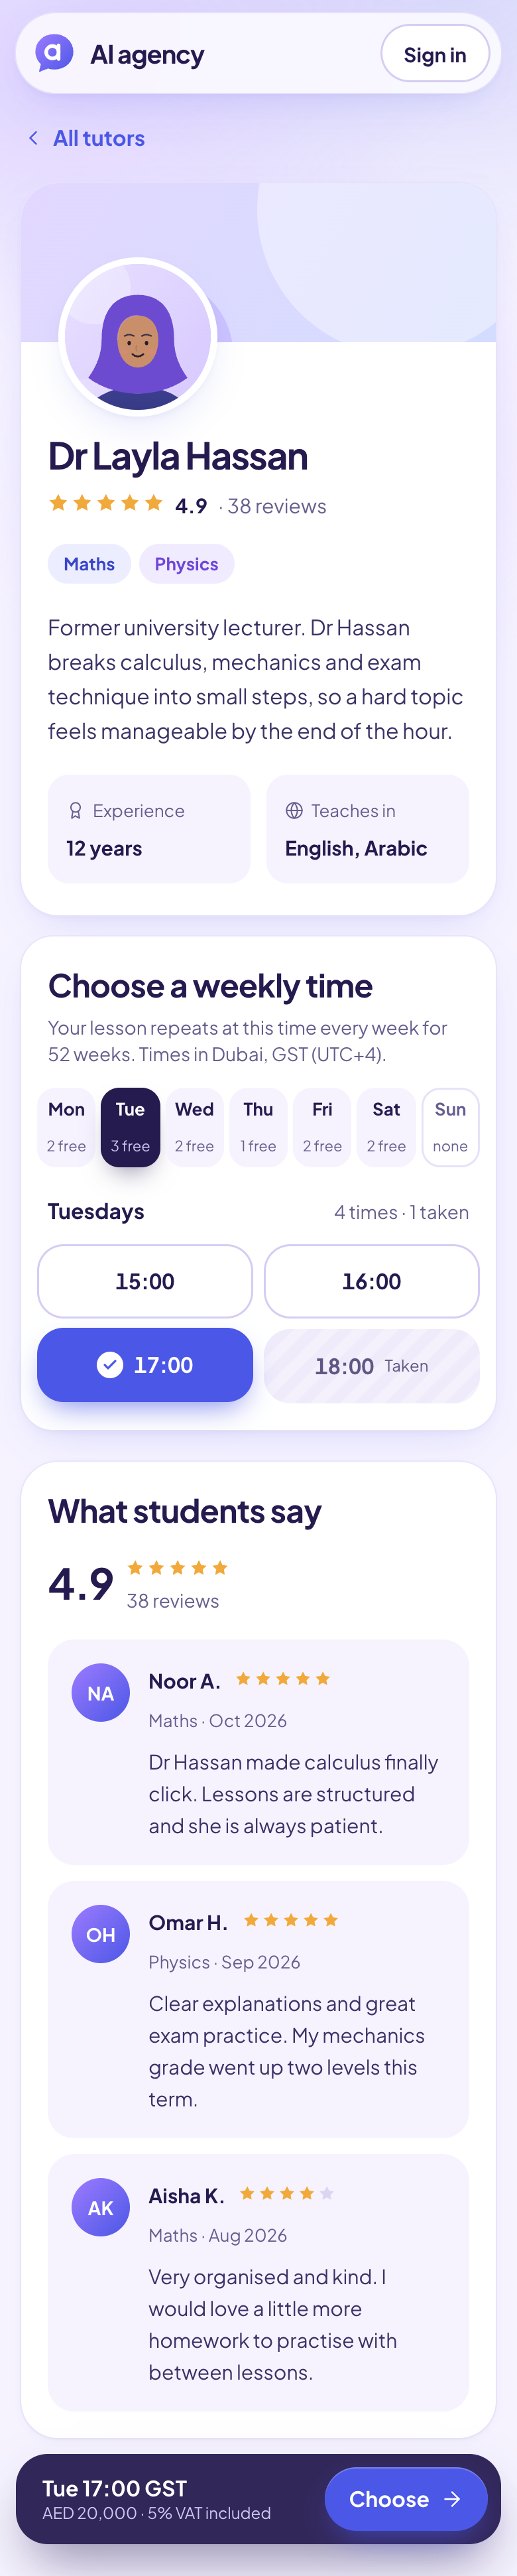 a AI agency
Sign in
All tutors
Dr Layla Hassan
4.9 · 38 reviews
Maths Physics
Former university lecturer. Dr Hassan
breaks calculus, mechanics and exam
technique into small steps, so a hard topic
feels manageable by the end of the hour.
Experience
12 years
Teaches in
English, Arabic
Choose a weekly time
Your lesson repeats at this time every week for
52 weeks. Times in Dubai, GST (UTC+4).
Mon Tue Wed Thu Fri Sat Sun
2 free 3 free 2 free 1 free 2 free 2 free none
Tuesdays 4 times · 1 taken
15:00 16:00
17:00 18:00 Taken
What students say
4.9
38 reviews
NA Noor A.
Maths · Oct 2026
Dr Hassan made calculus finally
click. Lessons are structured
and she is always patient.
OH Omar H.
Physics · Sep 2026
Clear explanations and great
exam practice. My mechanics
grade went up two levels this
term.
AK Aisha K.
Maths · Aug 2026
Very organised and kind. I
would love a little more
homework to practise with
between lessons.
Tue 17:00 GST
AED 20,000 · 5% VAT included
Choose